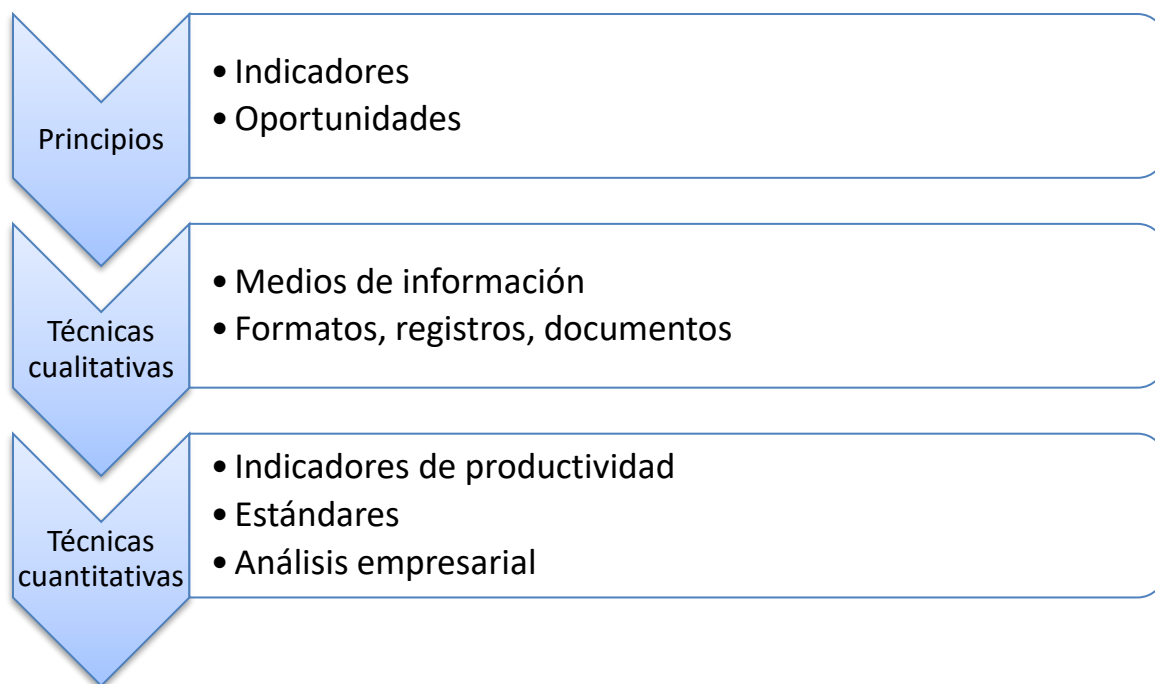 Principios
• Indicadores
• Oportunidades
Técnicas
cualitativas
• Medios de información
• Formatos, registros, documentos
Técnicas
cuantitativas
• Indicadores de productividad
• Estándares
• Análisis empresarial